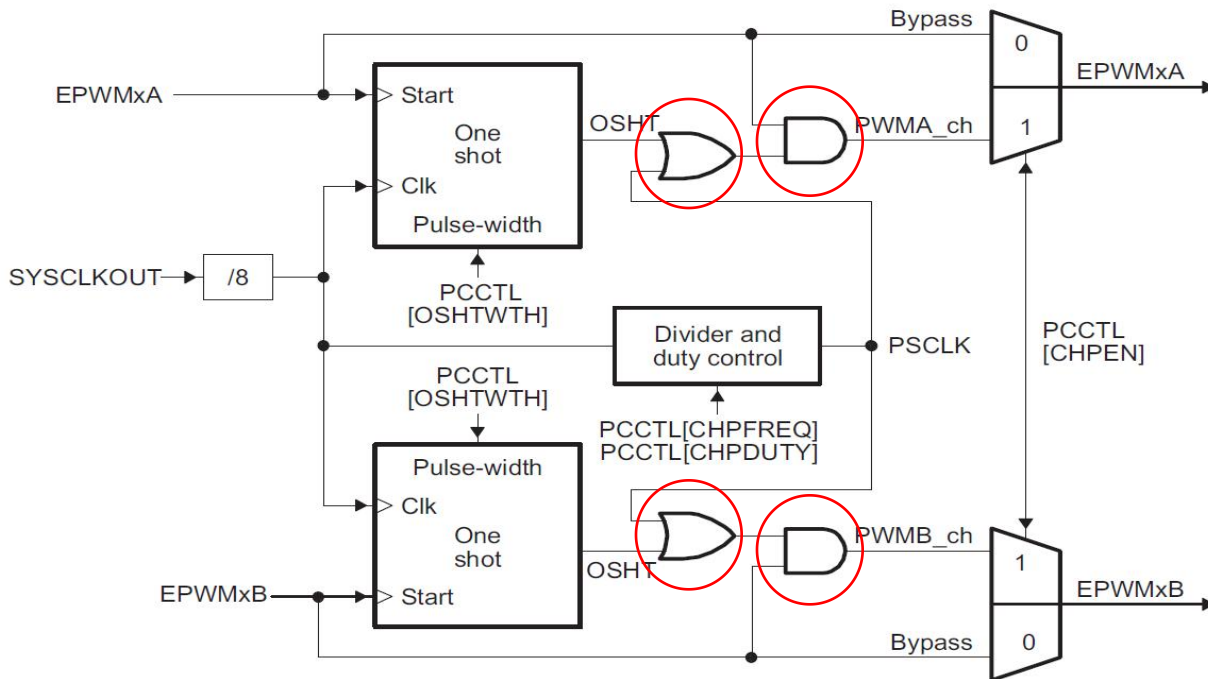 Bypass
0
EPWMxA
EPWMxA
Start
OSHT
PWMA_ch
One
shot
1
Clk
Pulse-width
SYSCLKOUT
/8
PCCTL
[OSHTWTH]
Divider and
duty control
PSCLK
PCCTL
[CHPEN]
PCCTL
[OSHTWTH]
PCCTL[CHPFREQ]
PCCTL[CHPDUTY]
Pulse-width
Clk
One
shot
PWMB_ch
1
OSHT
EPWMxB
Start
EPWMxB
Bypass
0